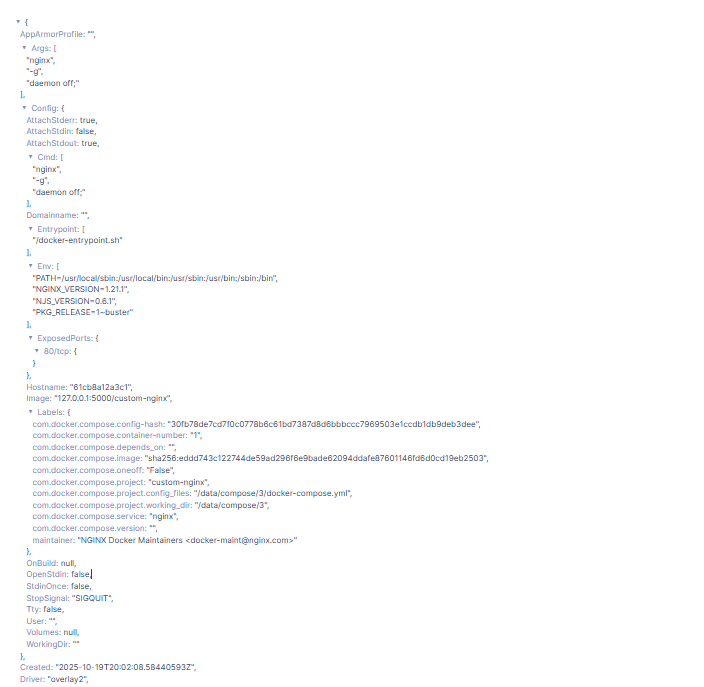 {
AppArmorProfile: "",
Args: [
"nginx",
"-g",
"daemon off;"
],
Config: {
AttachStderr: true,
AttachStdin: false,
AttachStdout: true,
Cmd: [
"nginx",
"-g",
"daemon off;"
],
Domainname: "",
Entrypoint: [
"/docker-entrypoint.sh"
],
Env: [
"PATH=/usr/local/sbin:/usr/local/bin:/usr/sbin:/usr/bin:/sbin:/bin",
"NGINX_VERSION=1.21.1",
"NJS_VERSION=0.6.1",
"PKG_RELEASE=1~buster"
],
ExposedPorts: {
80/tcp: {
}
},
Hostname: "61cb8a12a3c1",
Image: "127.0.0.1:5000/custom-nginx",
Labels: {
com.docker.compose.config-hash: "30fb78de7cd7f0c0778b6c61bd7387d8d6bbbccc7969503e1ccdb1db9deb3dee",
com.docker.compose.container-number: "1",
com.docker.compose.depends_on: "",
com.docker.compose.image: "sha256:eddd743c122744de59ad296f6e9bade62094ddafe87601146fd6d0cd19eb2503",
com.docker.compose.oneoff: "False",
com.docker.compose.project: "custom-nginx",
com.docker.compose.project.config_files: "/data/compose/3/docker-compose.yml",
com.docker.compose.project.working_dir: "/data/compose/3",
com.docker.compose.service: "nginx",
com.docker.compose.version: "",
maintainer: "NGINX Docker Maintainers <docker-maint@nginx.com>"
},
OnBuild: null,
OpenStdin: false,
StdinOnce: false,
StopSignal: "SIGQUIT",
Tty: false,
User: "",
Volumes: null,
WorkingDir: ""
},
Created: "2025-10-19T20:02:08.58440593Z",
Driver: "overlay2",